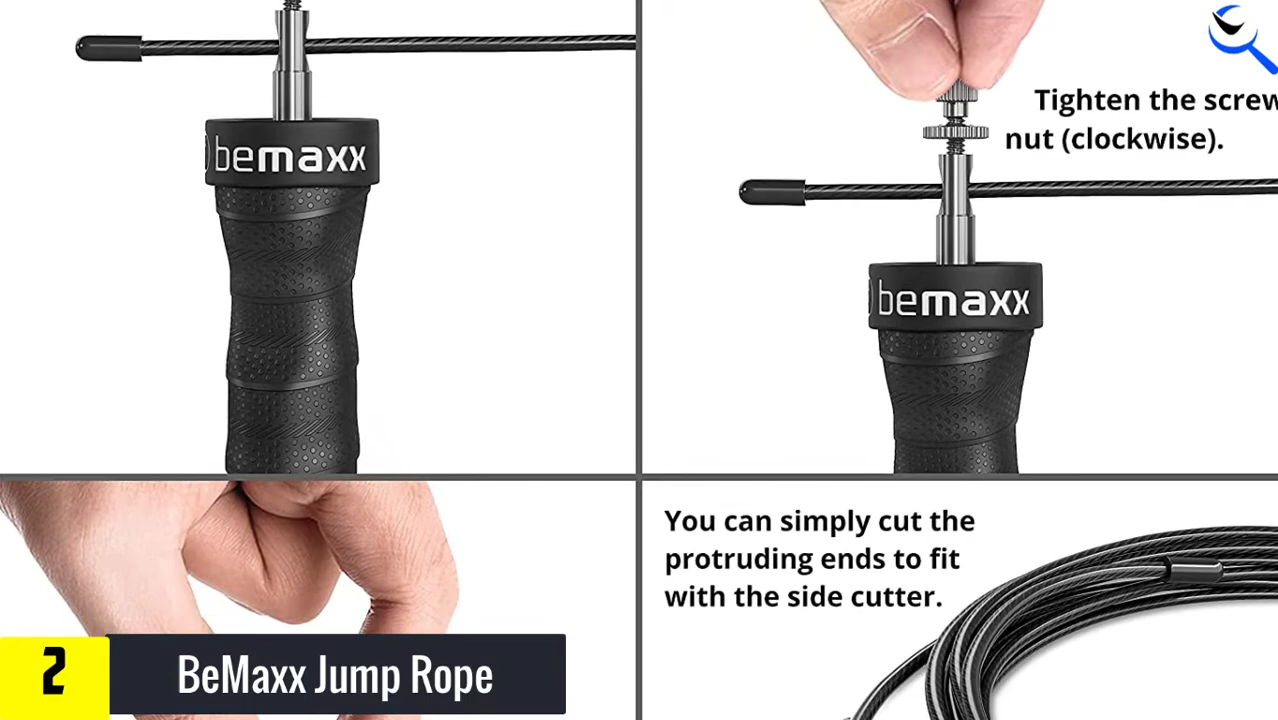 bemaxx
Tighten the screw
nut (clockwise).
bemaxx
You can simply cut the
protruding ends to fit
with the side cutter.
2
BeMaxx Jump Rope